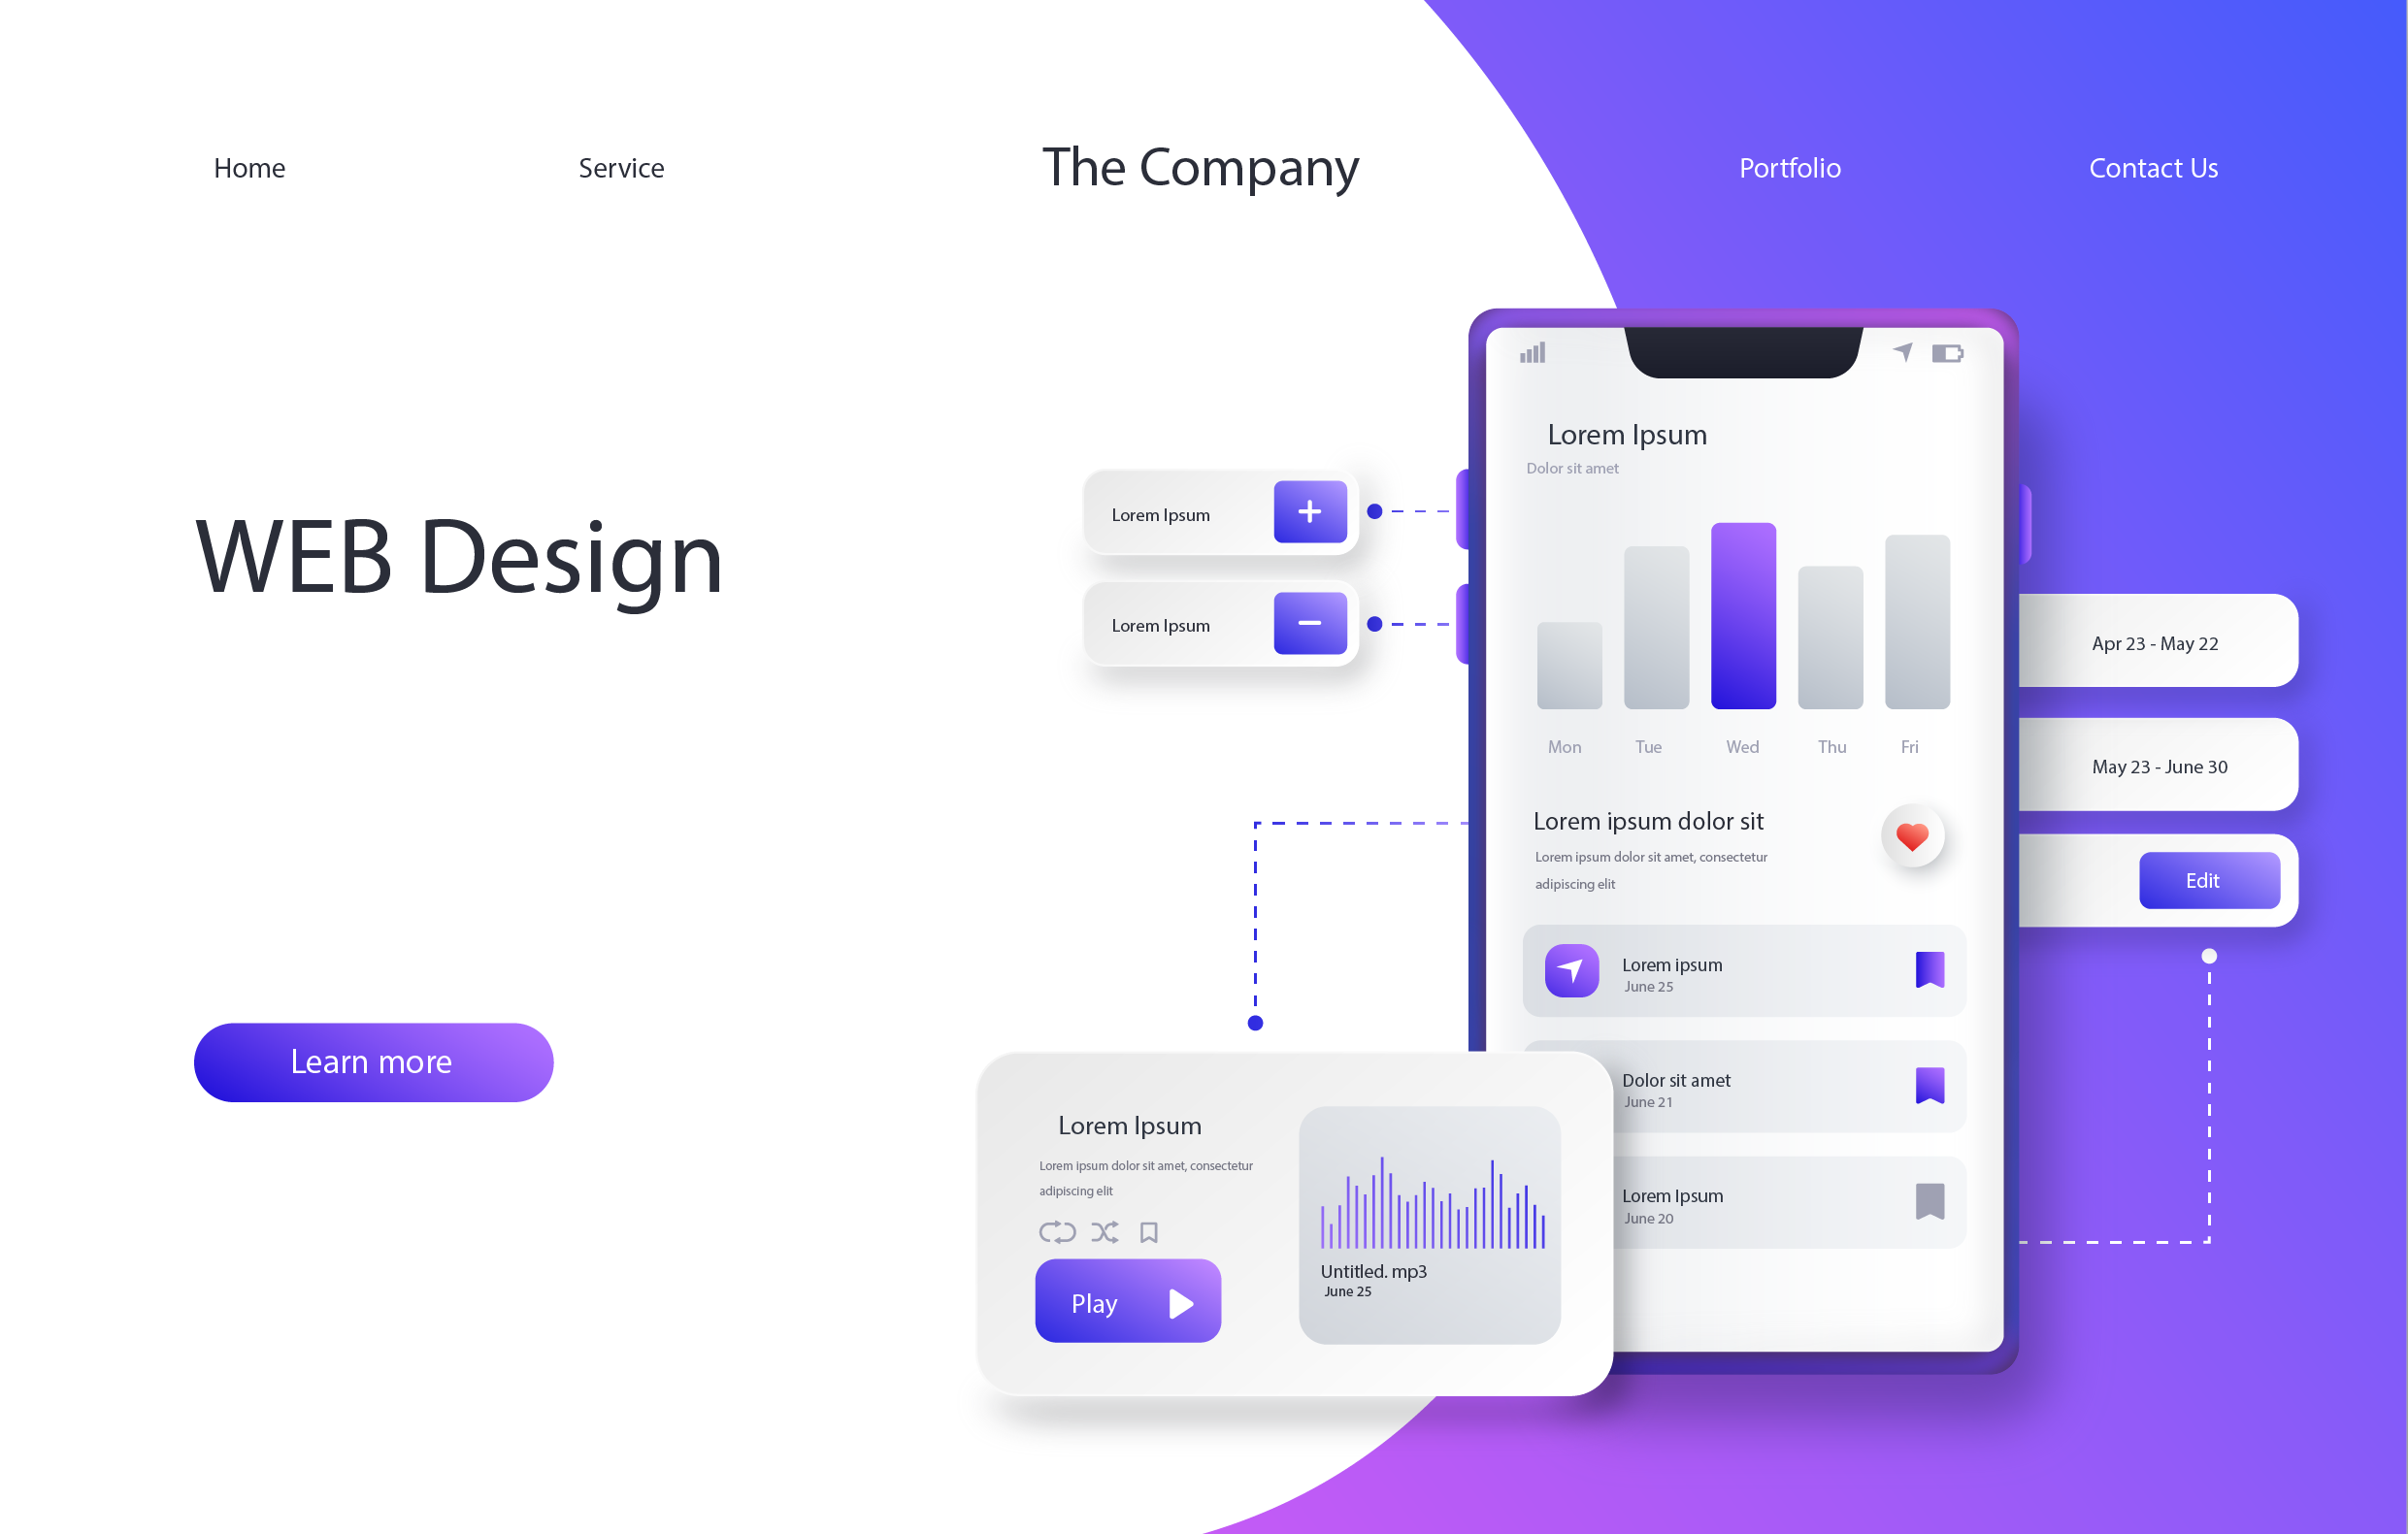 Home
Service
The Company
Portfolio
Contact Us
WEB Design
Learn more
Lorem Ipsum
Lorem Ipsum
Lorem Ipsum
Dolor sit amet
Mon
Tue
Wed
Thu
Fri
Lorem ipsum dolor sit
Lorem ipsum dolor sit amet, consectetur
adipiscing elit
Lorem ipsum
June 25
Dolor sit amet
June 21
Lorem Ipsum
June 20
Apr 23 - May 22
May 23 - June 30
Edit
Lorem Ipsum
Lorem ipsum dolor sit amet, consectetur
adipiscing elit
Play
Untitled. mp3
June 25